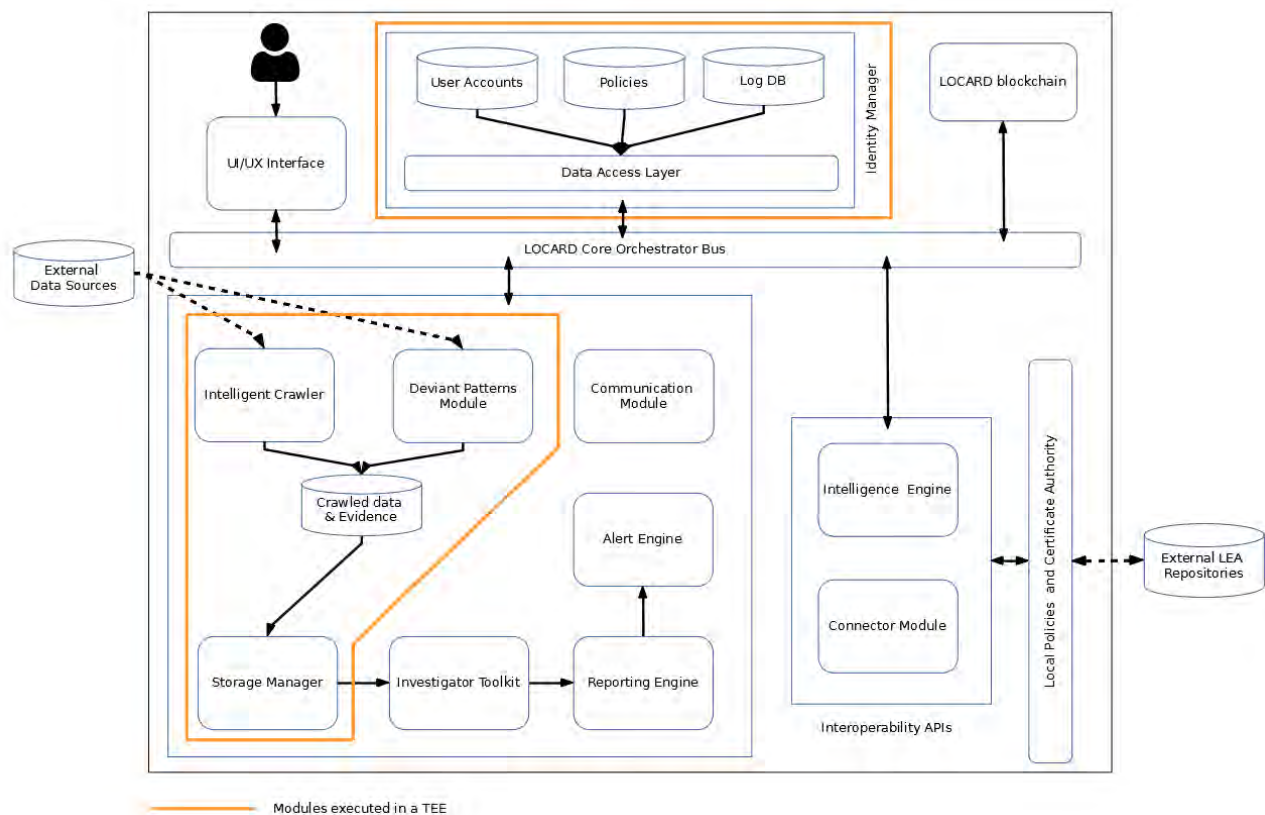 User Accounts
Policies
Log DB
Identity Manager
LOCARD blockchain
UI/UX Interface
Data Access Layer
LOCARD Core Orchestrator Bus
External
Data Sources
Intelligent Crawler
Deviant Patterns
Module
Communication
Module
Crawled data
& Evidence
Intelligence Engine
Alert Engine
Local Policies and Certificate Authority
External LEA
Repositories
Connector Module
Storage Manager
Investigator Toolkit
Reporting Engine
Interoperability APIs
Modules executed in a TEE